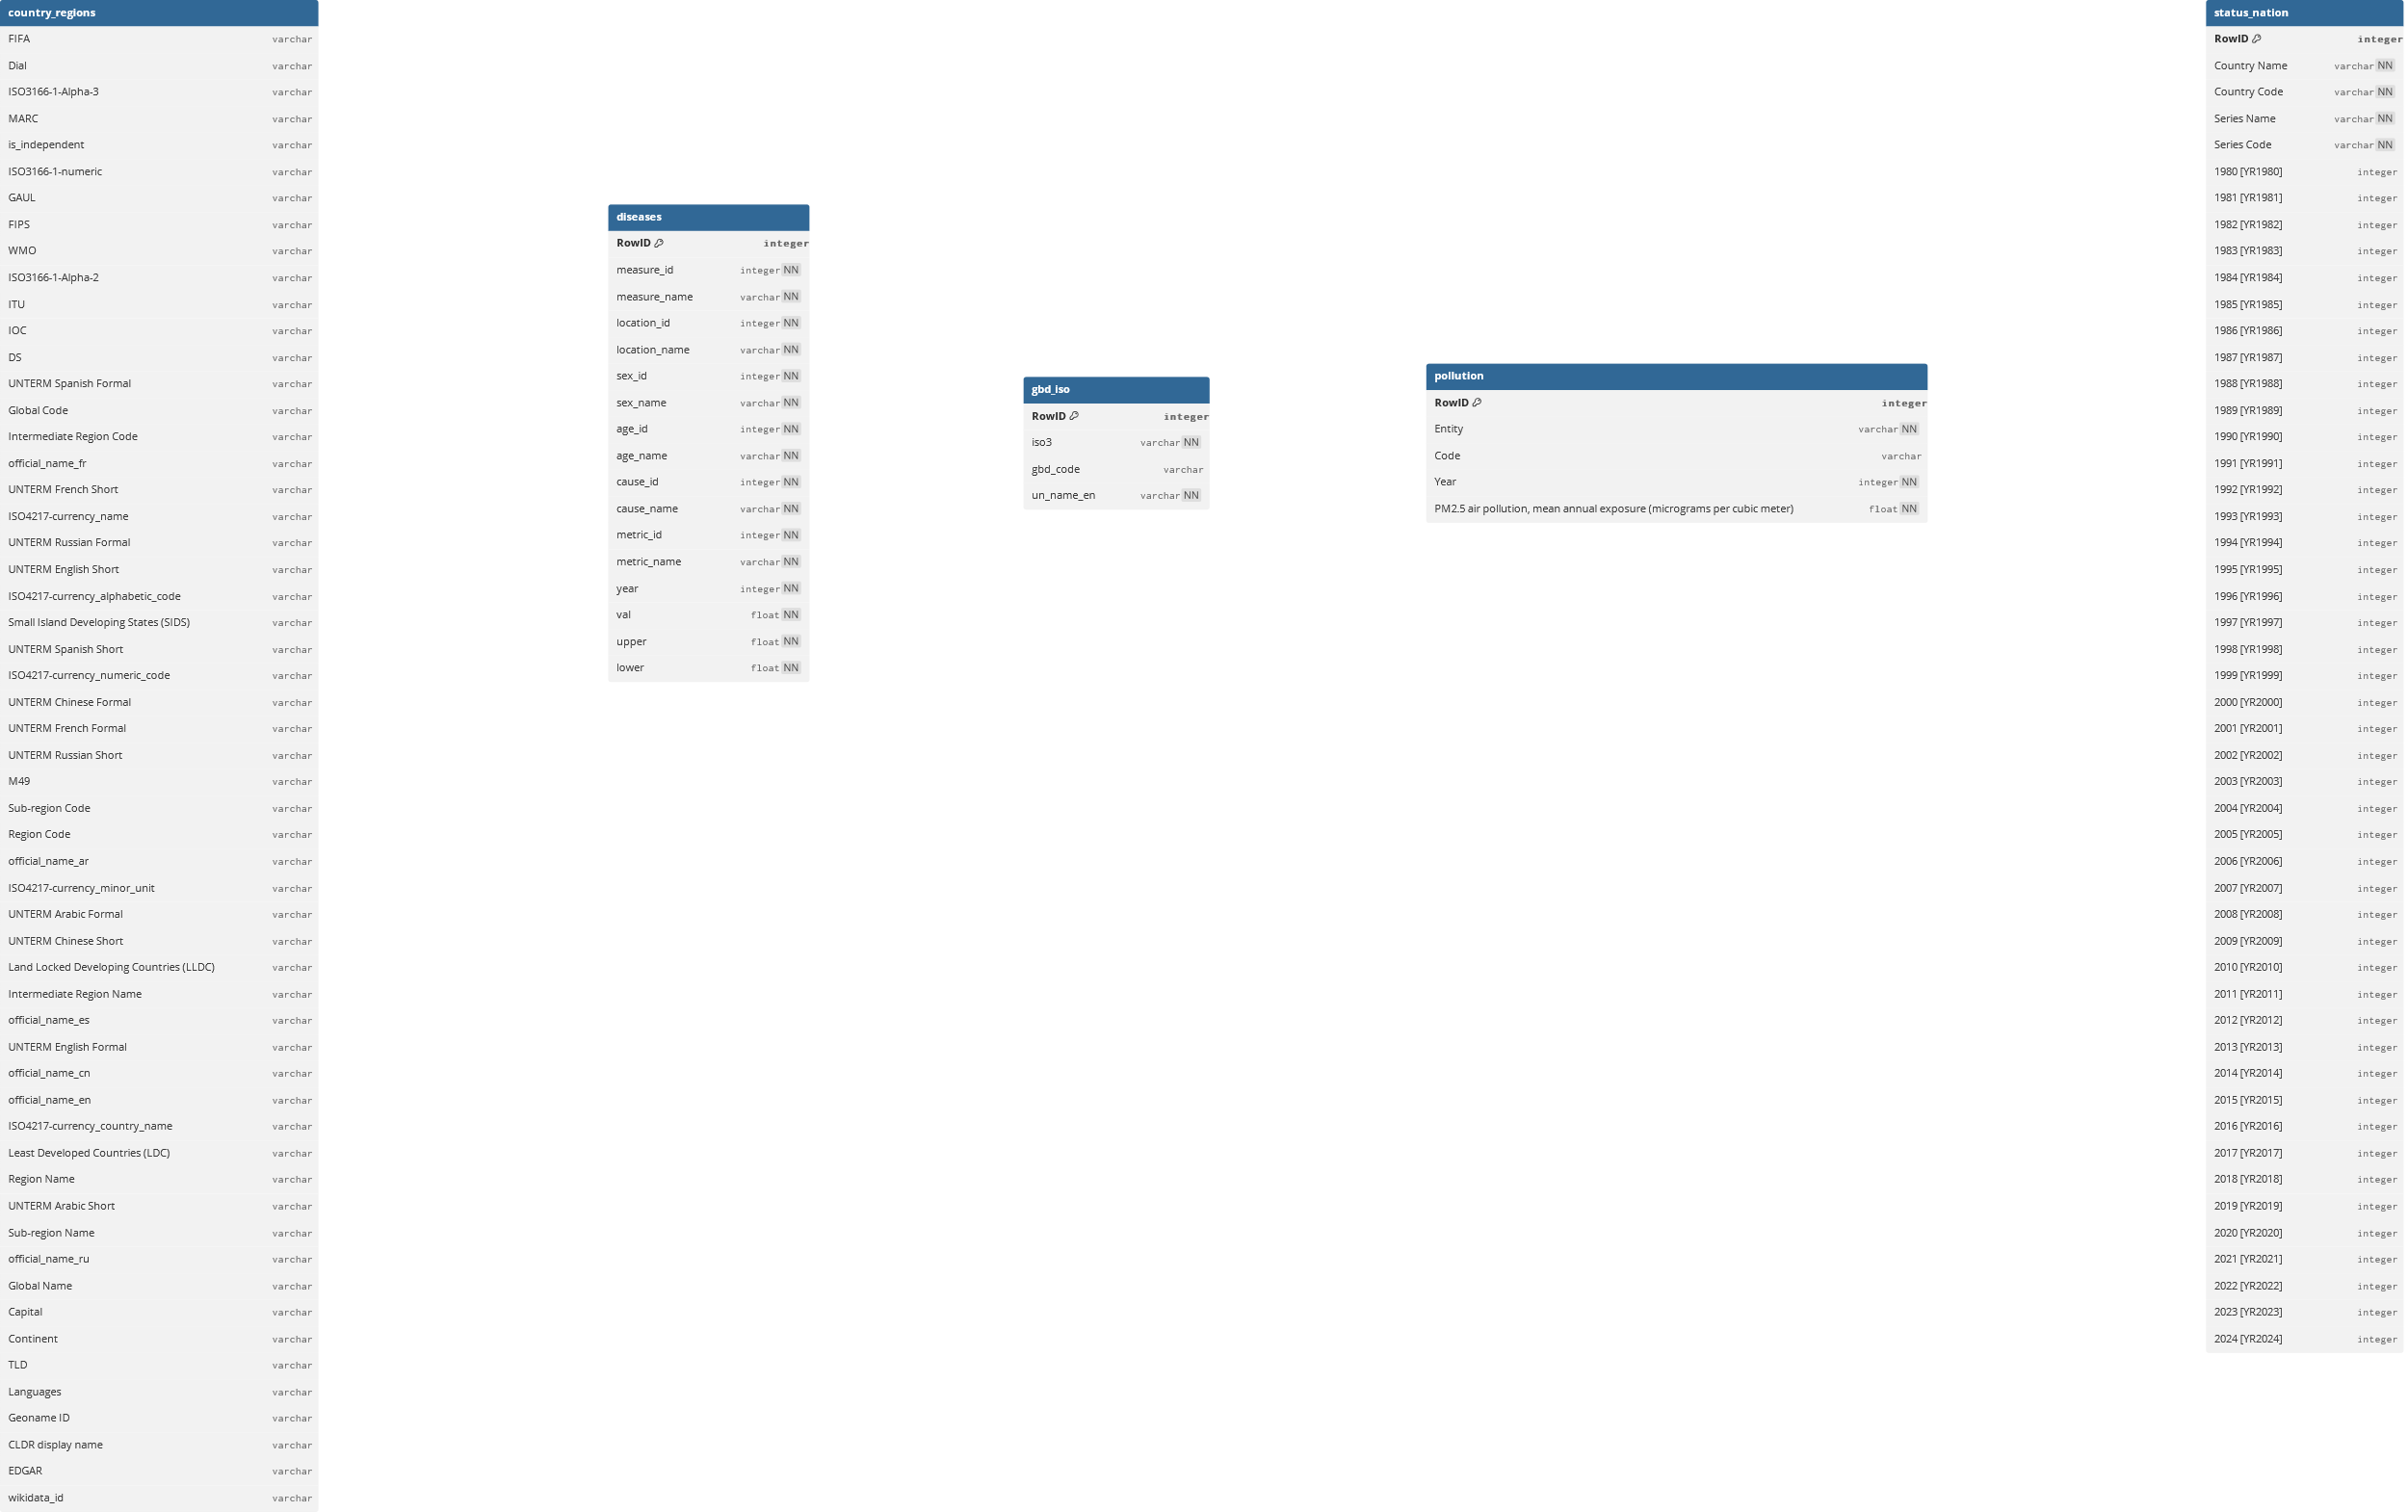 country_regions
FIFA varchar
Dial varchar
ISO3166-1-Alpha-3 varchar
MARC varchar
is_independent varchar
ISO3166-1-numeric varchar
GAUL varchar
FIPS varchar
WMO varchar
ISO3166-1-Alpha-2 varchar
ITU varchar
IOC varchar
DS varchar
UNTERM Spanish Formal varchar
Global Code varchar
Intermediate Region Code varchar
official_name_fr varchar
UNTERM French Short varchar
ISO4217-currency_name varchar
UNTERM Russian Formal varchar
UNTERM English Short varchar
ISO4217-currency_alphabetic_code varchar
Small Island Developing States (SIDS) varchar
UNTERM Spanish Short varchar
ISO4217-currency_numeric_code varchar
UNTERM Chinese Formal varchar
UNTERM French Formal varchar
UNTERM Russian Short varchar
M49 varchar
Sub-region Code varchar
Region Code varchar
official_name_ar varchar
ISO4217-currency_minor_unit varchar
UNTERM Arabic Formal varchar
UNTERM Chinese Short varchar
Land Locked Developing Countries (LLDC) varchar
Intermediate Region Name varchar
official_name_es varchar
UNTERM English Formal varchar
official_name_cn varchar
official_name_en varchar
ISO4217-currency_country_name varchar
Least Developed Countries (LDC) varchar
Region Name varchar
UNTERM Arabic Short varchar
Sub-region Name varchar
official_name_ru varchar
Global Name varchar
Capital varchar
Continent varchar
TLD varchar
Languages varchar
Geoname ID varchar
CLDR display name varchar
EDGAR varchar
wikidata_id varchar
diseases
RowID integer
measure_id integer NN
measure_name varchar NN
location_id integer NN
location_name varchar NN
sex_id integer NN
sex_name varchar NN
age_id integer NN
age_name varchar NN
cause_id integer NN
cause_name varchar NN
metric_id integer NN
metric_name varchar NN
year integer NN
val float NN
upper float NN
lower float NN
gbd_iso
RowID integer
iso3 varchar NN
gbd_code varchar
un_name_en varchar NN
pollution
RowID integer
Entity varchar NN
Code varchar
Year integer NN
PM2.5 air pollution, mean annual exposure (micrograms per cubic meter) float NN
status_nation
RowID integer
Country Name varchar NN
Country Code varchar NN
Series Name varchar NN
Series Code varchar NN
1980 [YR1980] integer
1981 [YR1981] integer
1982 [YR1982] integer
1983 [YR1983] integer
1984 [YR1984] integer
1985 [YR1985] integer
1986 [YR1986] integer
1987 [YR1987] integer
1988 [YR1988] integer
1989 [YR1989] integer
1990 [YR1990] integer
1991 [YR1991] integer
1992 [YR1992] integer
1993 [YR1993] integer
1994 [YR1994] integer
1995 [YR1995] integer
1996 [YR1996] integer
1997 [YR1997] integer
1998 [YR1998] integer
1999 [YR1999] integer
2000 [YR2000] integer
2001 [YR2001] integer
2002 [YR2002] integer
2003 [YR2003] integer
2004 [YR2004] integer
2005 [YR2005] integer
2006 [YR2006] integer
2007 [YR2007] integer
2008 [YR2008] integer
2009 [YR2009] integer
2010 [YR2010] integer
2011 [YR2011] integer
2012 [YR2012] integer
2013 [YR2013] integer
2014 [YR2014] integer
2015 [YR2015] integer
2016 [YR2016] integer
2017 [YR2017] integer
2018 [YR2018] integer
2019 [YR2019] integer
2020 [YR2020] integer
2021 [YR2021] integer
2022 [YR2022] integer
2023 [YR2023] integer
2024 [YR2024] integer